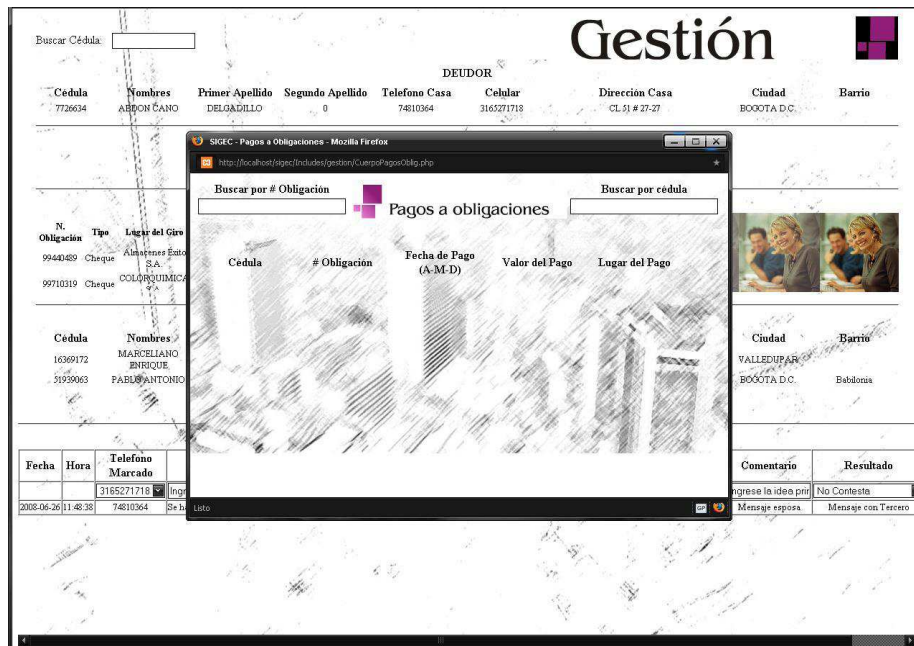 Buscar Cédula:
Gestión
DEUDOR
Cédula Nombres Primer Apellido Segundo Apellido Telefono Casa Celular Dirección Casa Ciudad Barrio
7726634 ABDON CANO DELGADILLO 0 74810364 3165271718 CL 51 # 27-27 BOGOTA D.C.
SIGEC - Pagos a Obligaciones - Mozilla Firefox
http://localhost/sigec/Includes/gestion/CuerpoPagosOblig.php
Buscar por # Obligación
Pagos a obligaciones
Buscar por cédula
Cédula # Obligación Fecha de Pago (A-M-D) Valor del Pago Lugar del Pago
N. Obligación Tipo Lugar del Giro
99440489 Cheque Almacenes Exito S.A.
99710319 Cheque COLORQUIMICA
Cédula Nombres Ciudad Barrio
16369172 MARCELIANO ENRIQUE VALLEDUPAR
51939063 PABLO ANTONIO BOGOTA D.C. Babilonia
Fecha Hora Telefono Marcado Comentario Resultado
3165271718 Ingr ngrese la idea prin No Contesta
2008-06-26 11:48:38 74810364 Se ha Mensaje esposa Mensaje con Tercero
Listo
GP